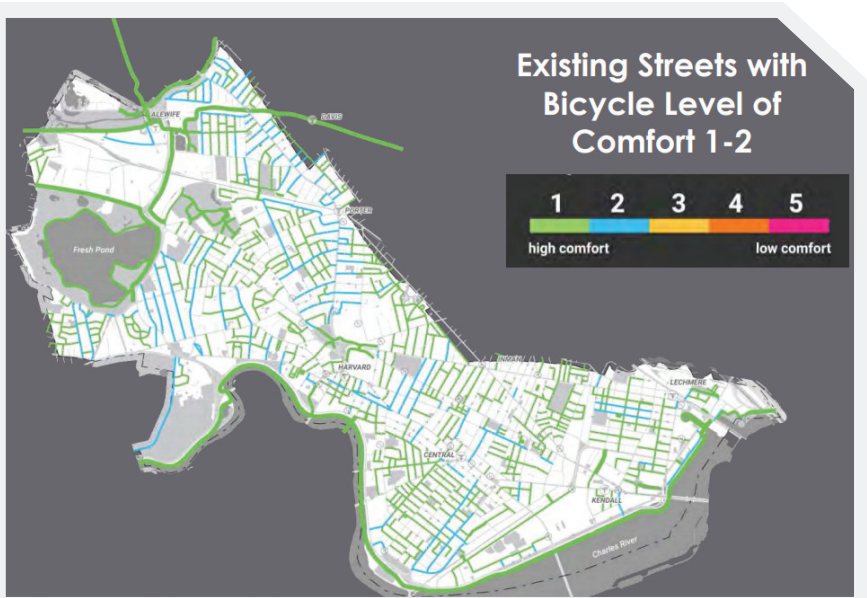 Existing Streets with
Bicycle Level of
Comfort 1-2
1 2 3 4 5
high comfort low comfort
ALEWIFE
DAVIS
PORTER
Fresh Pond
HARVARD
INMAN
LECHMERE
CENTRAL
KENDALL
Charles River